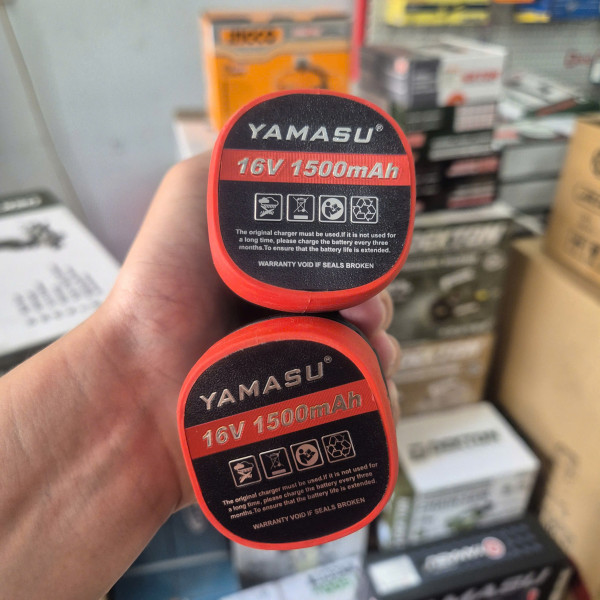 INGCO
YAMASU®
16V 1500mAh
The original charger must be used.If it is not used for
a long time, please charge the battery every three
months.To ensure that the battery life is extended.
WARRANTY VOID IF SEALS BROKEN
YAMASU®
16V 1500mAh
The original charger must be used.If it is not used for
a long time, please charge the battery every three
months.To ensure that the battery life is extended.
WARRANTY VOID IF SEALS BROKEN
YAMASU